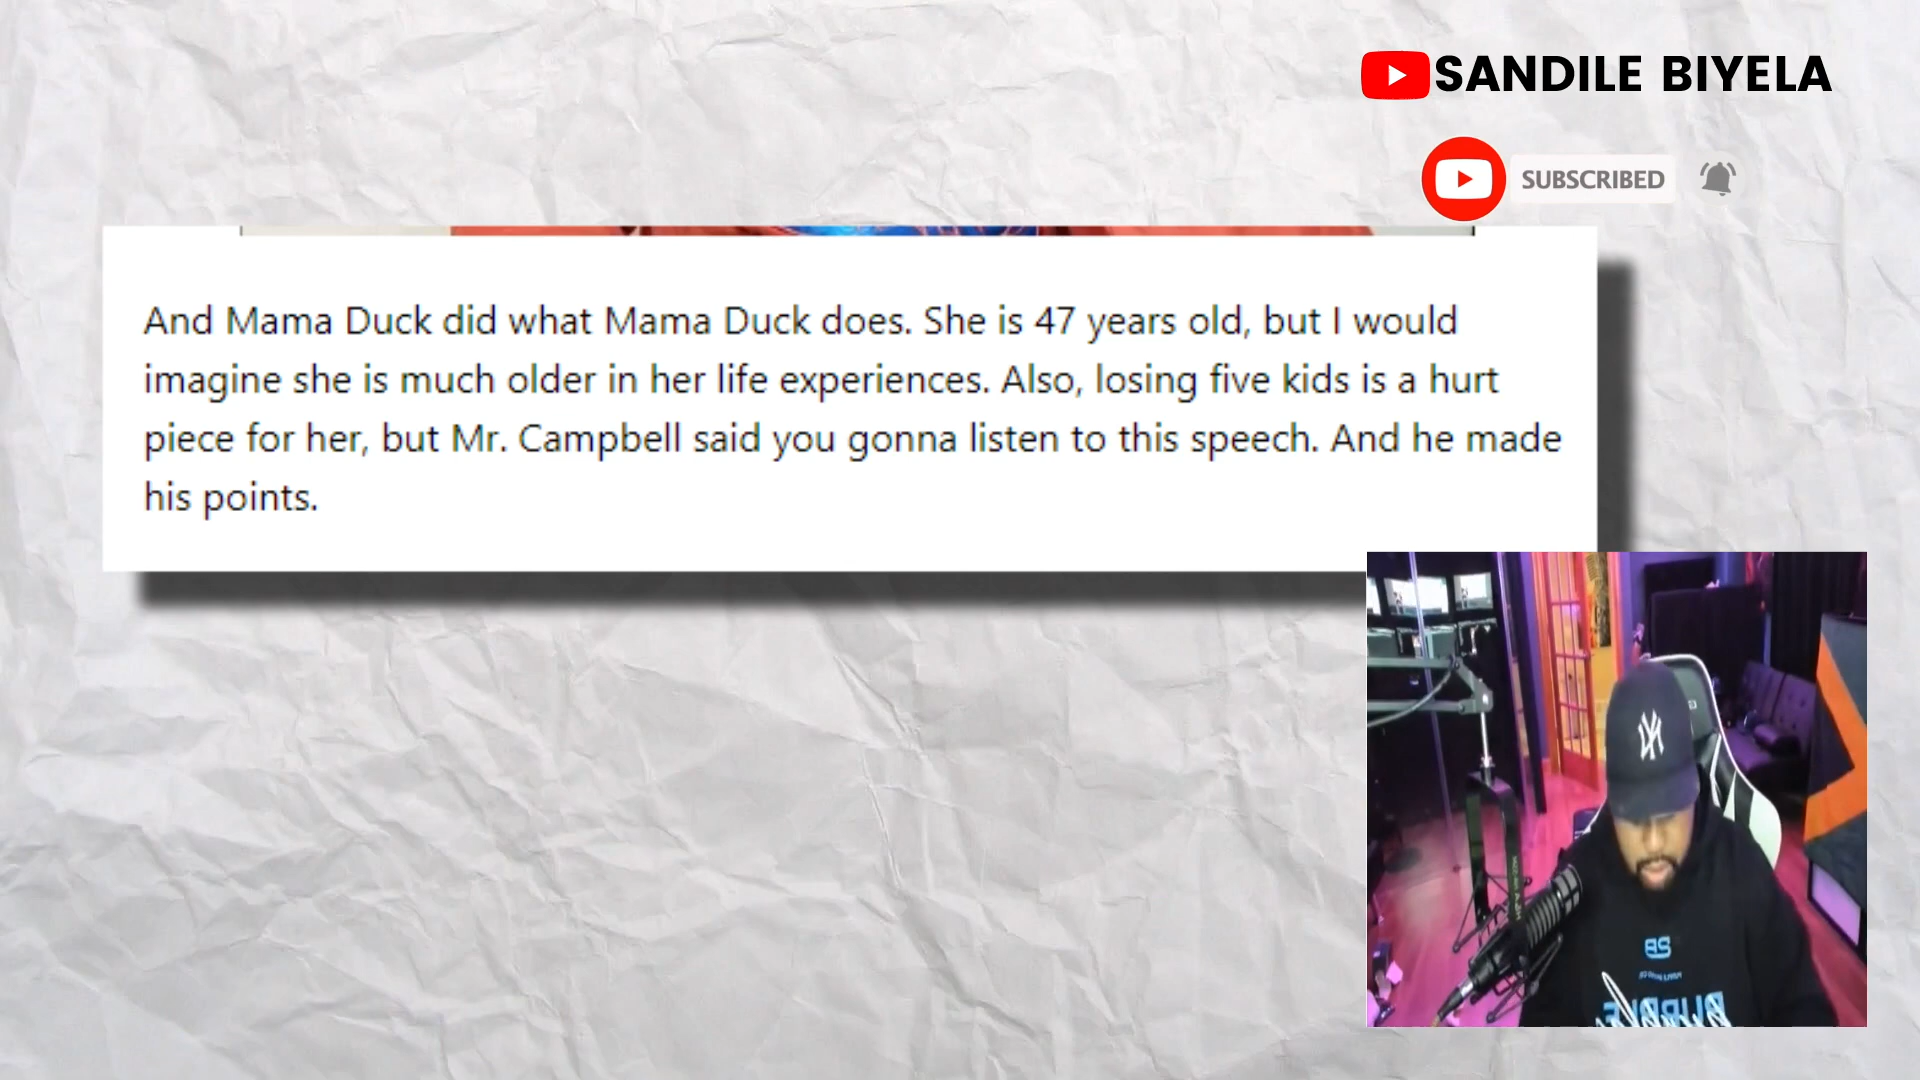 SANDILE BIYELA
SUBSCRIBED
And Mama Duck did what Mama Duck does. She is 47 years old, but I would
imagine she is much older in her life experiences. Also, losing five kids is a hurt
piece for her, but Mr. Campbell said you gonna listen to this speech. And he made
his points.